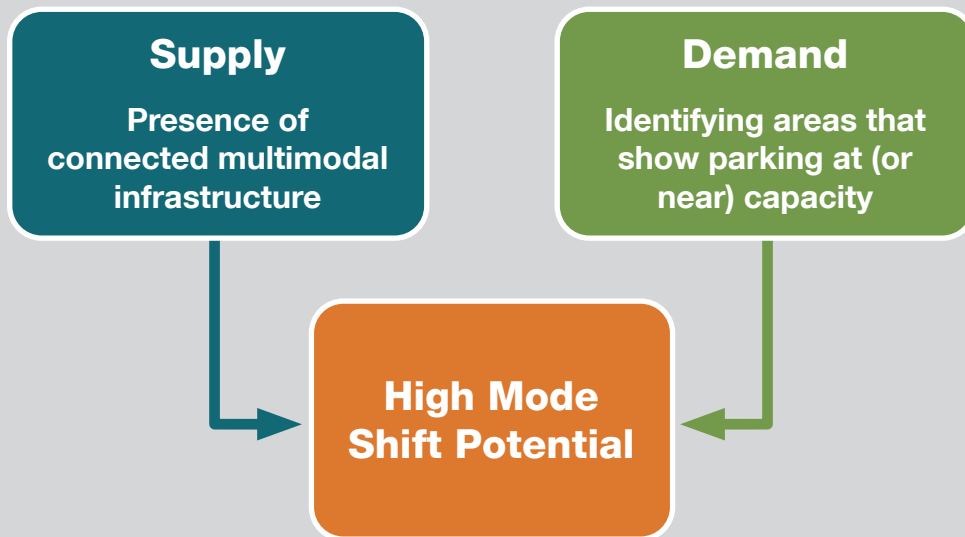 Supply
Presence of
connected multimodal
infrastructure
Demand
Identifying areas that
show parking at (or
near) capacity
High Mode
Shift Potential